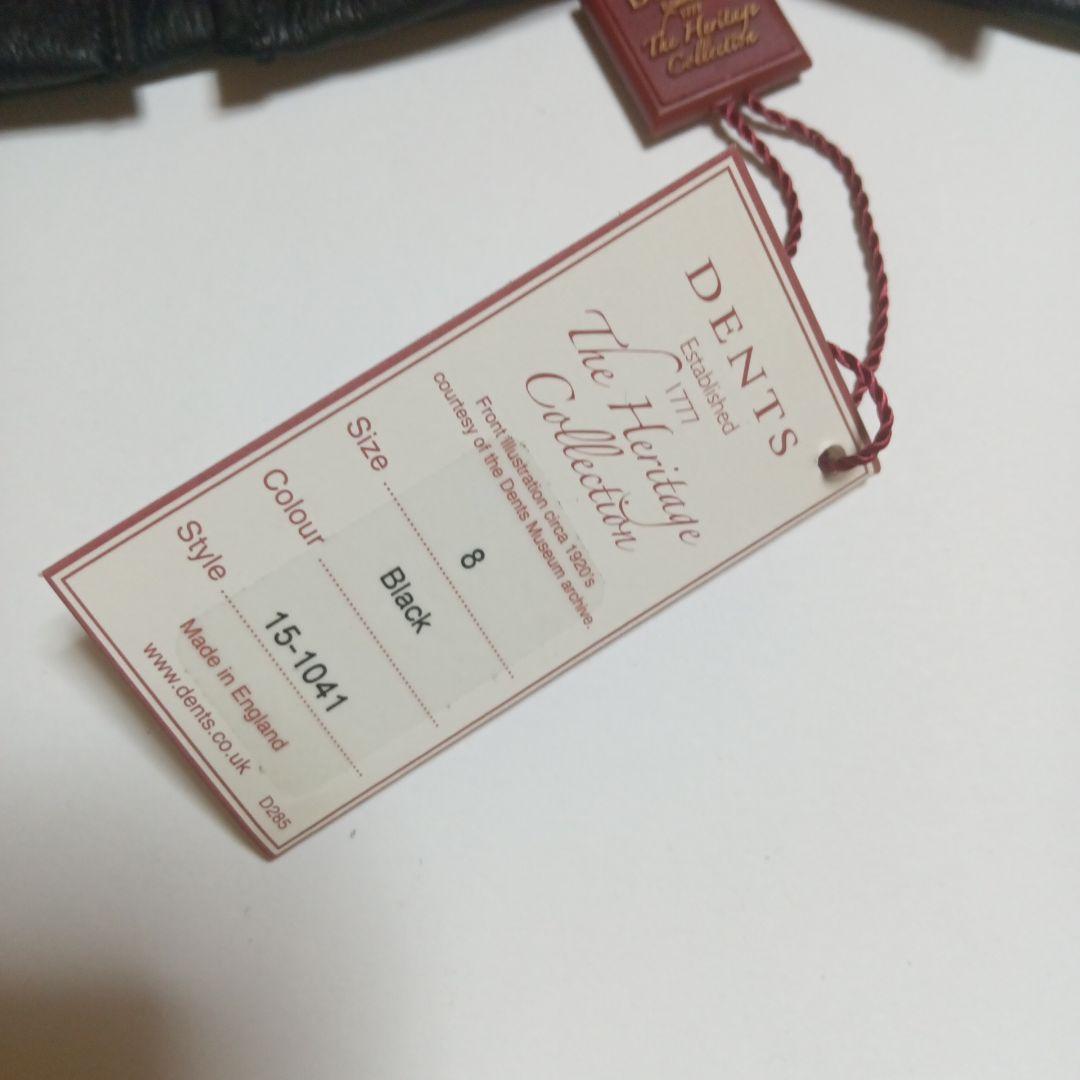 1777
The Heritage
Collection
DENTS
Established
1777
The Heritage
Collection
Front illustration circa 1920's
courtesy of the Dents Museum archive.
Size 8
Colour Black
Style 15-1041
Made in England
www.dents.co.uk
D285